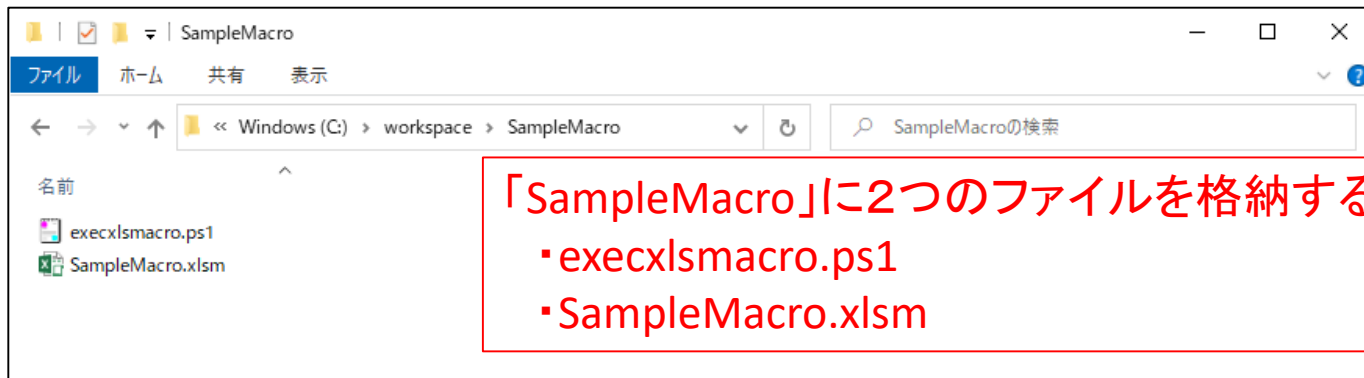 SampleMacro
ファイル ホーム 共有 表示
« Windows (C:) › workspace › SampleMacro
SampleMacroの検索
名前
execxlsmacro.ps1
SampleMacro.xlsm
「SampleMacro」に２つのファイルを格納する
・execxlsmacro.ps1
・SampleMacro.xlsm